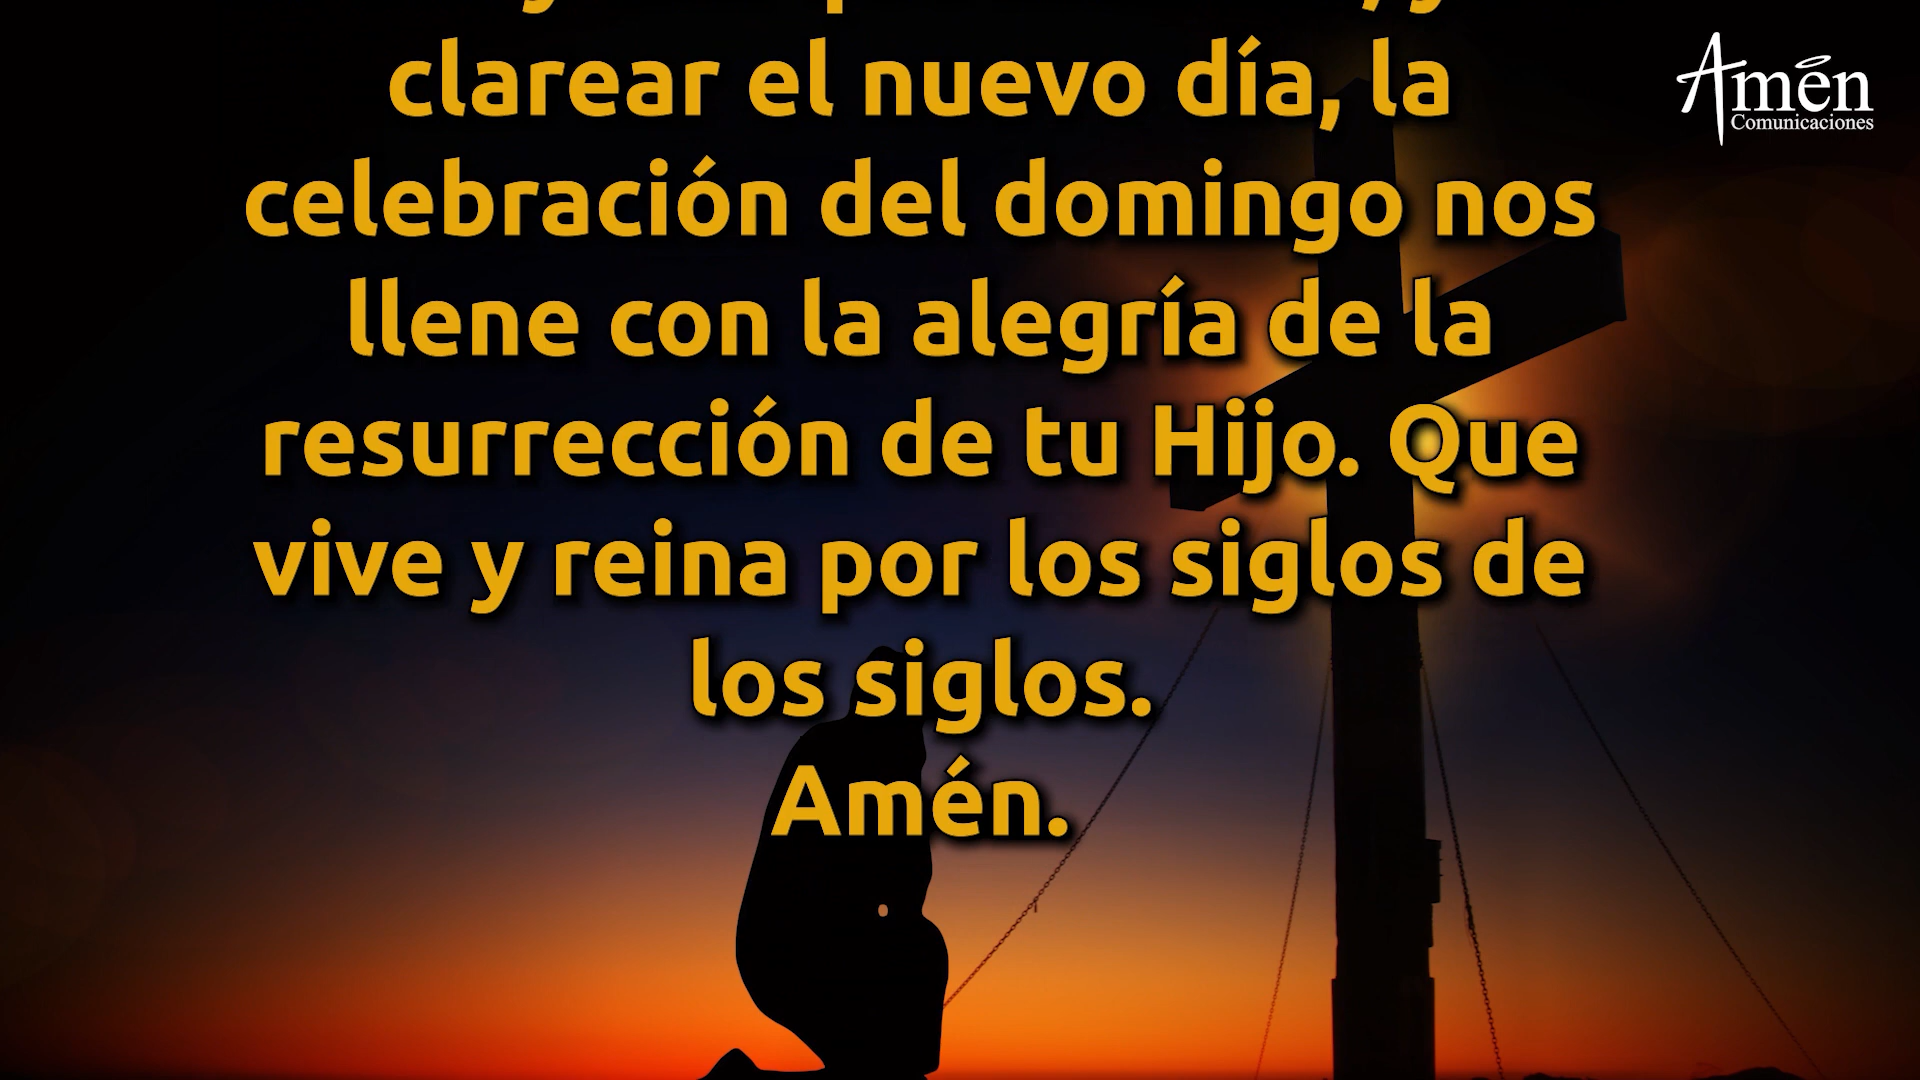 clarear el nuevo día, la
celebración del domingo nos
llene con la alegría de la
resurrección de tu Hijo. Que
vive y reina por los siglos de
los siglos.
Amén.
Amén
Comunicaciones